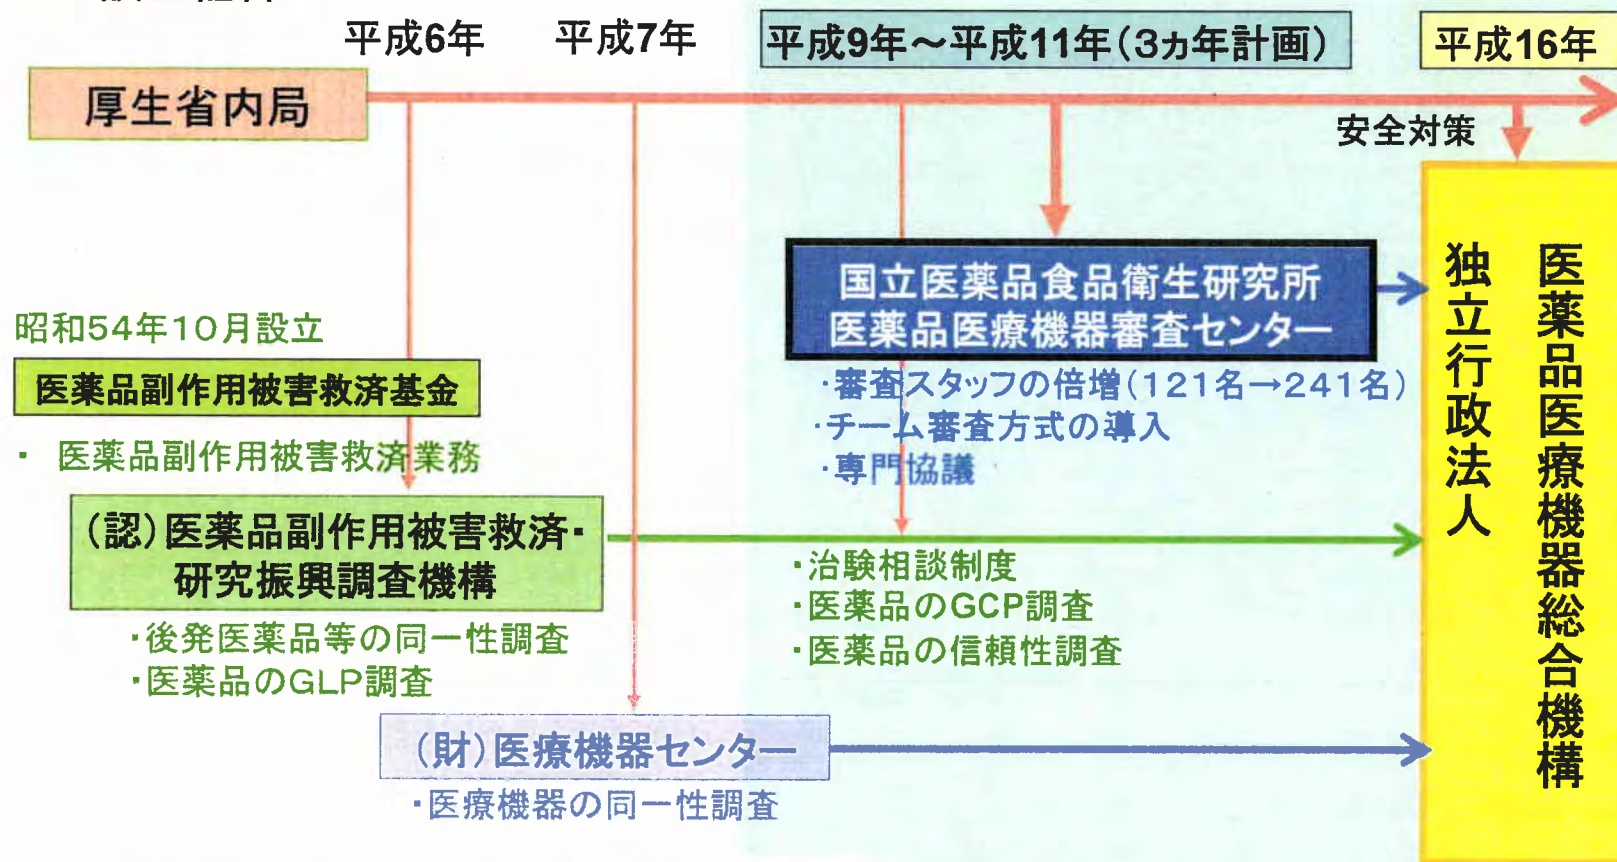 平成6年
平成7年
平成9年～平成11年(3ヵ年計画)
平成16年
厚生省内局
安全対策
国立医薬品食品衛生研究所
医薬品医療機器審査センター
・審査スタッフの倍増(121名→241名)
・チーム審査方式の導入
・専門協議
昭和54年10月設立
医薬品副作用被害救済基金
・ 医薬品副作用被害救済業務
(認)医薬品副作用被害救済・
研究振興調査機構
・後発医薬品等の同一性調査
・医薬品のGLP調査
・治験相談制度
・医薬品のGCP調査
・医薬品の信頼性調査
(財)医療機器センター
・医療機器の同一性調査
医薬品医療機器総合機構
独立行政法人